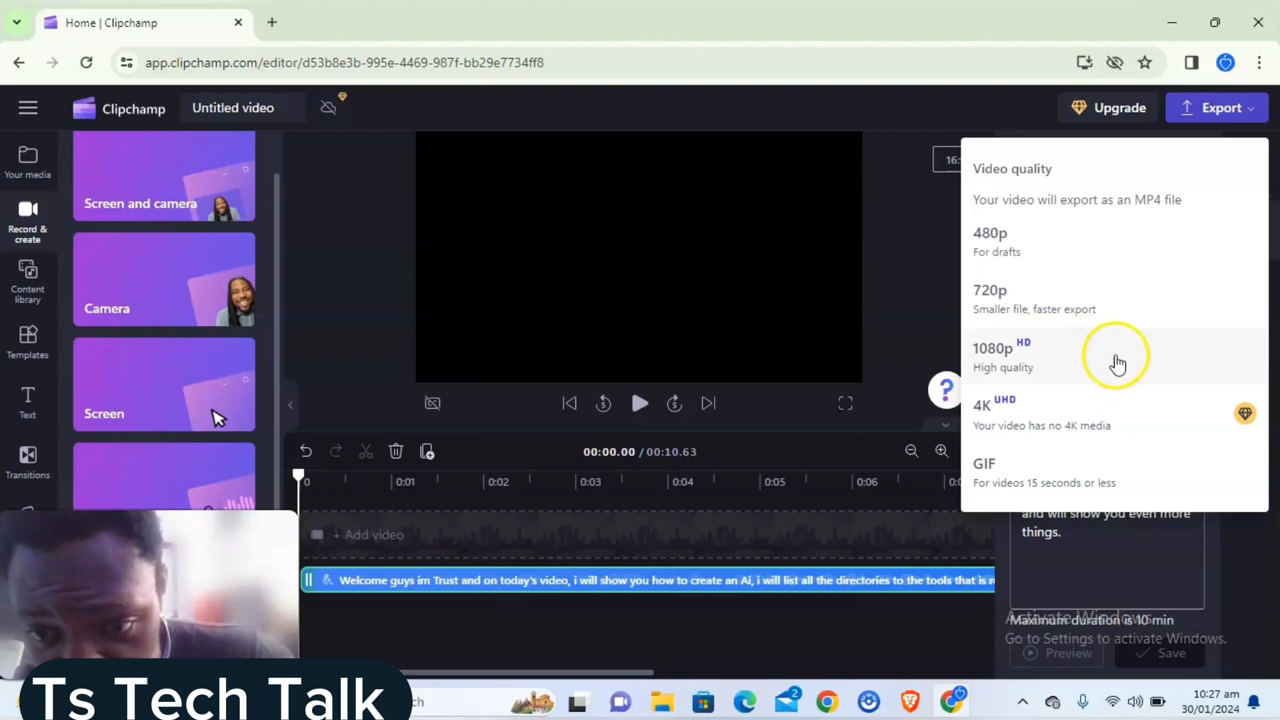 Home | Clipchamp
app.clipchamp.com/editor/d53b8e3b-995e-4469-987f-bb29e7734ff8
Clipchamp
Untitled video
Upgrade
Export
Your media
Record & create
Content library
Templates
Text
Transitions
Screen and camera
Camera
Screen
16:
Video quality
Your video will export as an MP4 file
480p
For drafts
720p
Smaller file, faster export
1080p HD
High quality
4K UHD
Your video has no 4K media
GIF
For videos 15 seconds or less
?
5
5
00:00.00 / 00:10.63
0
0:01
0:02
0:03
0:04
0:05
0:06
+ Add video
Welcome guys im Trust and on today's video, i will show you how to create an Ai, i will list all the directories to the tools that is
and will show you even more
things.
Maximum duration is 10 min
Activate Windows
Go to Settings to activate Windows.
Preview
Save
Ts Tech Talk
ch
2
10:27 am
30/01/2024